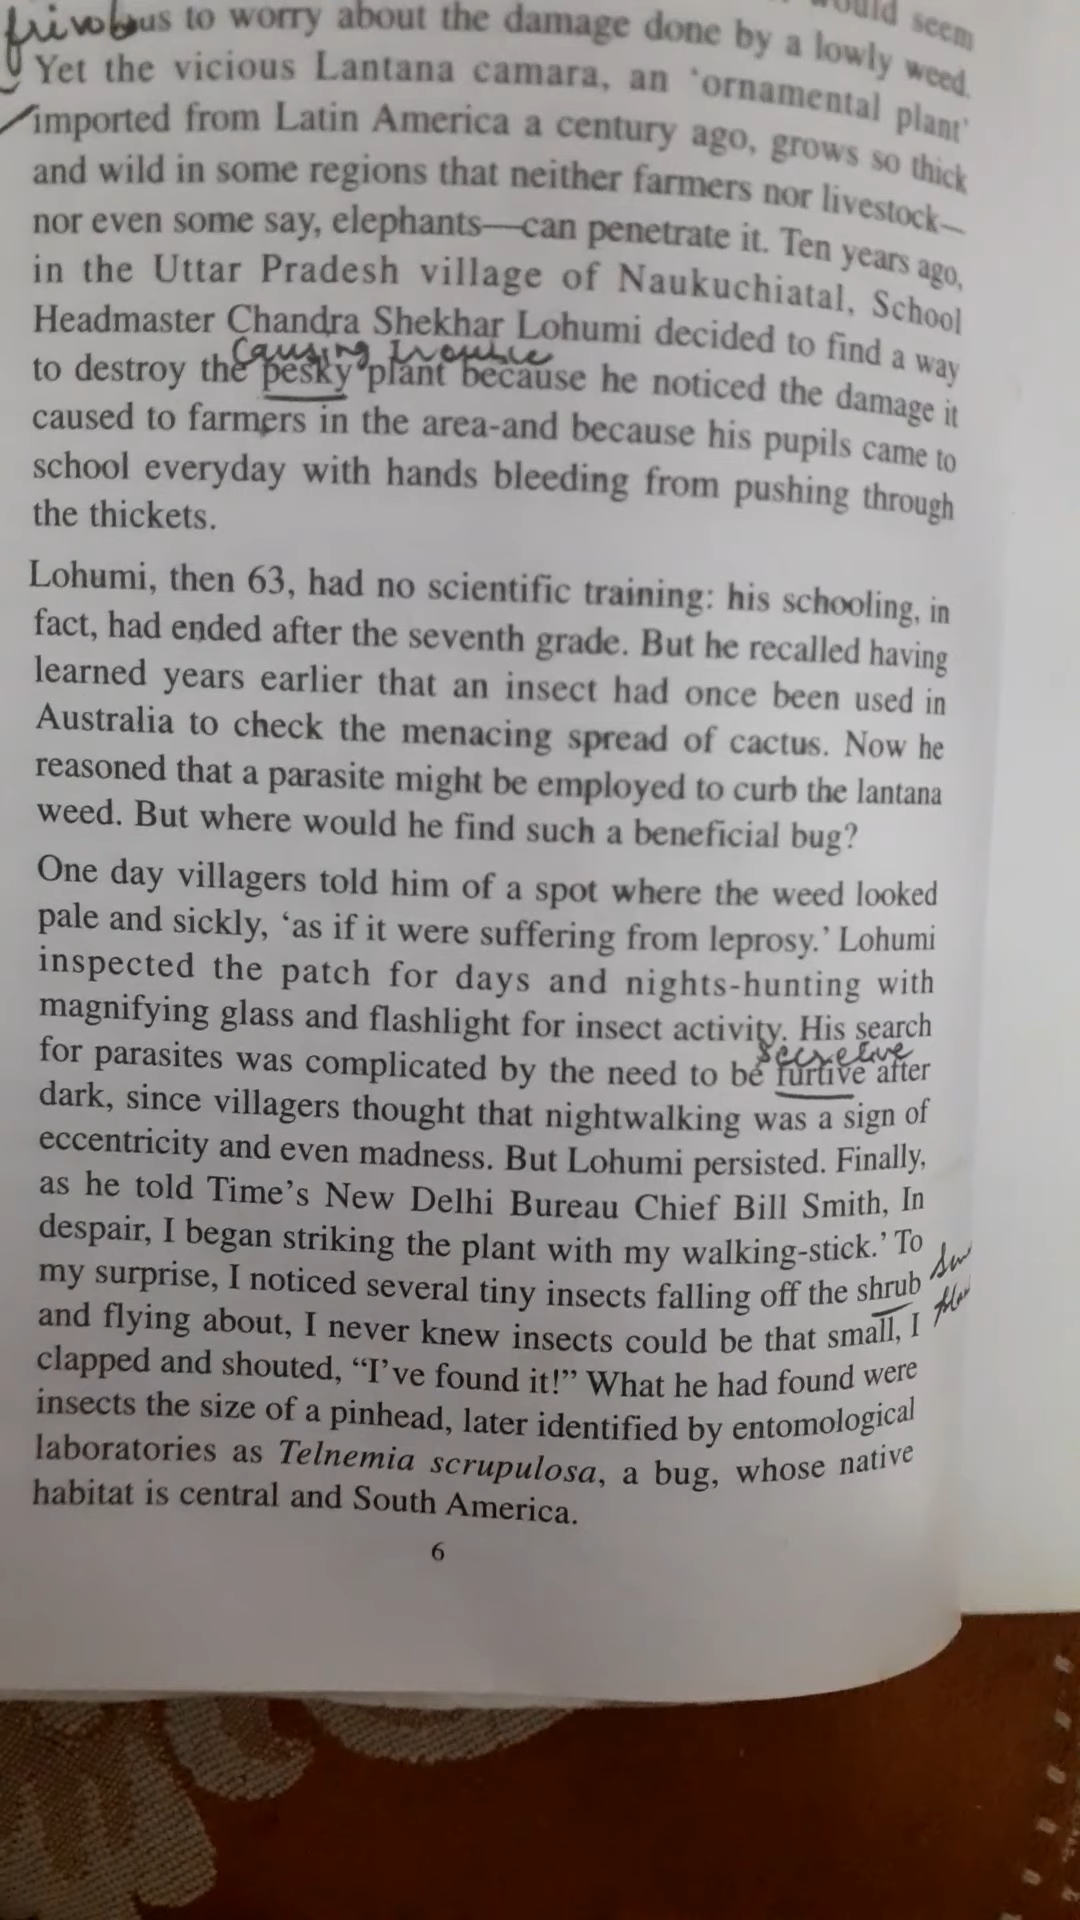 would seem
frivolous to worry about the damage done by a lowly weed.
Yet the vicious Lantana camara, an 'ornamental plant'
imported from Latin America a century ago, grows so thick
and wild in some regions that neither farmers nor livestock—
nor even some say, elephants—can penetrate it. Ten years ago,
in the Uttar Pradesh village of Naukuchiatal, School
Headmaster Chandra Shekhar Lohumi decided to find a way
causing trouble
to destroy the pesky plant because he noticed the damage it
caused to farmers in the area-and because his pupils came to
school everyday with hands bleeding from pushing through
the thickets.
Lohumi, then 63, had no scientific training: his schooling, in
fact, had ended after the seventh grade. But he recalled having
learned years earlier that an insect had once been used in
Australia to check the menacing spread of cactus. Now he
reasoned that a parasite might be employed to curb the lantana
weed. But where would he find such a beneficial bug?
One day villagers told him of a spot where the weed looked
pale and sickly, 'as if it were suffering from leprosy.' Lohumi
inspected the patch for days and nights-hunting with
magnifying glass and flashlight for insect activity. His search
secretive
for parasites was complicated by the need to be furtive after
dark, since villagers thought that nightwalking was a sign of
eccentricity and even madness. But Lohumi persisted. Finally,
as he told Time's New Delhi Bureau Chief Bill Smith, In
despair, I began striking the plant with my walking-stick.' To
my surprise, I noticed several tiny insects falling off the shrub
and flying about, I never knew insects could be that small, I
clapped and shouted, "I've found it!" What he had found were
insects the size of a pinhead, later identified by entomological
laboratories as Telnemia scrupulosa, a bug, whose native
habitat is central and South America.
6